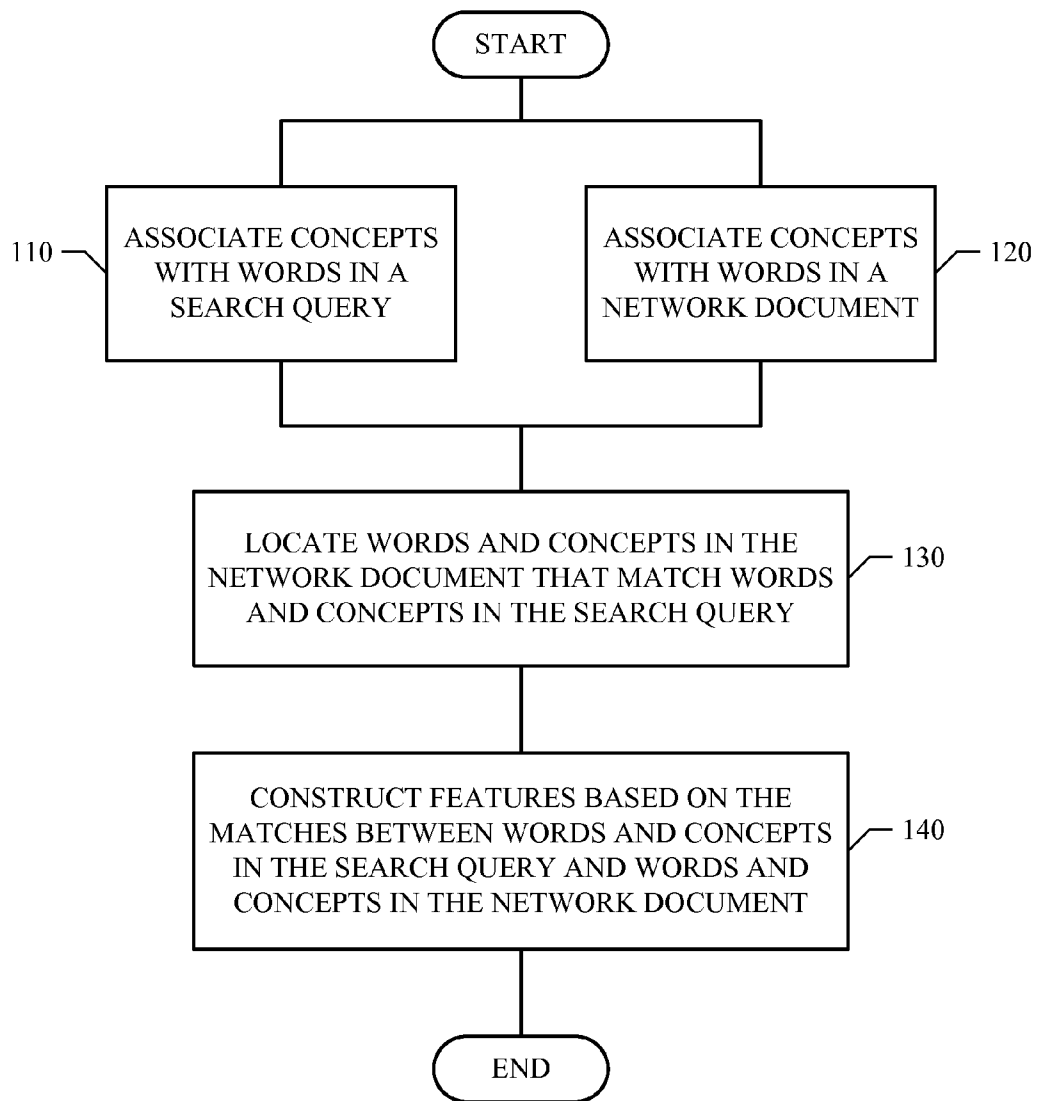 START
110
ASSOCIATE CONCEPTS
WITH WORDS IN A
SEARCH QUERY
ASSOCIATE CONCEPTS
WITH WORDS IN A
NETWORK DOCUMENT
120
LOCATE WORDS AND CONCEPTS IN THE
NETWORK DOCUMENT THAT MATCH WORDS
AND CONCEPTS IN THE SEARCH QUERY
130
CONSTRUCT FEATURES BASED ON THE
MATCHES BETWEEN WORDS AND CONCEPTS
IN THE SEARCH QUERY AND WORDS AND
CONCEPTS IN THE NETWORK DOCUMENT
140
END